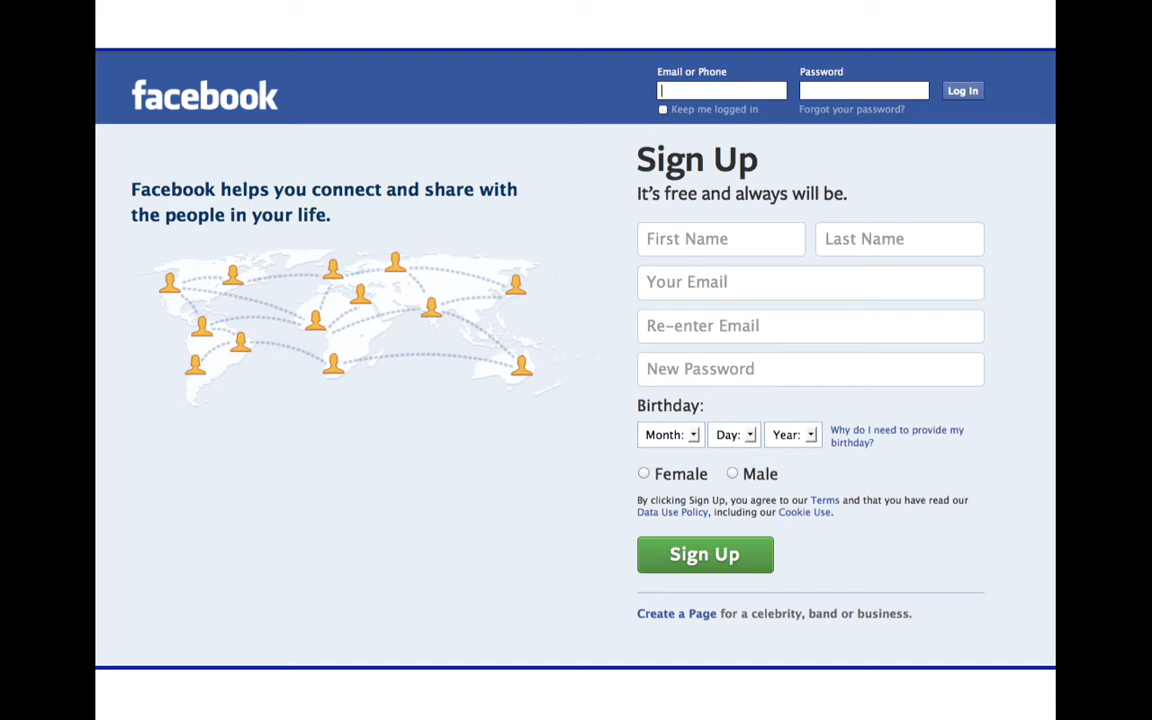 facebook
Email or Phone
Password
Log In
Keep me logged in
Forgot your password?
Facebook helps you connect and share with
the people in your life.
Sign Up
It's free and always will be.
First Name
Last Name
Your Email
Re-enter Email
New Password
Birthday:
Month:
Day:
Year:
Why do I need to provide my
birthday?
Female
Male
By clicking Sign Up, you agree to our Terms and that you have read our
Data Use Policy, including our Cookie Use.
Sign Up
Create a Page for a celebrity, band or business.